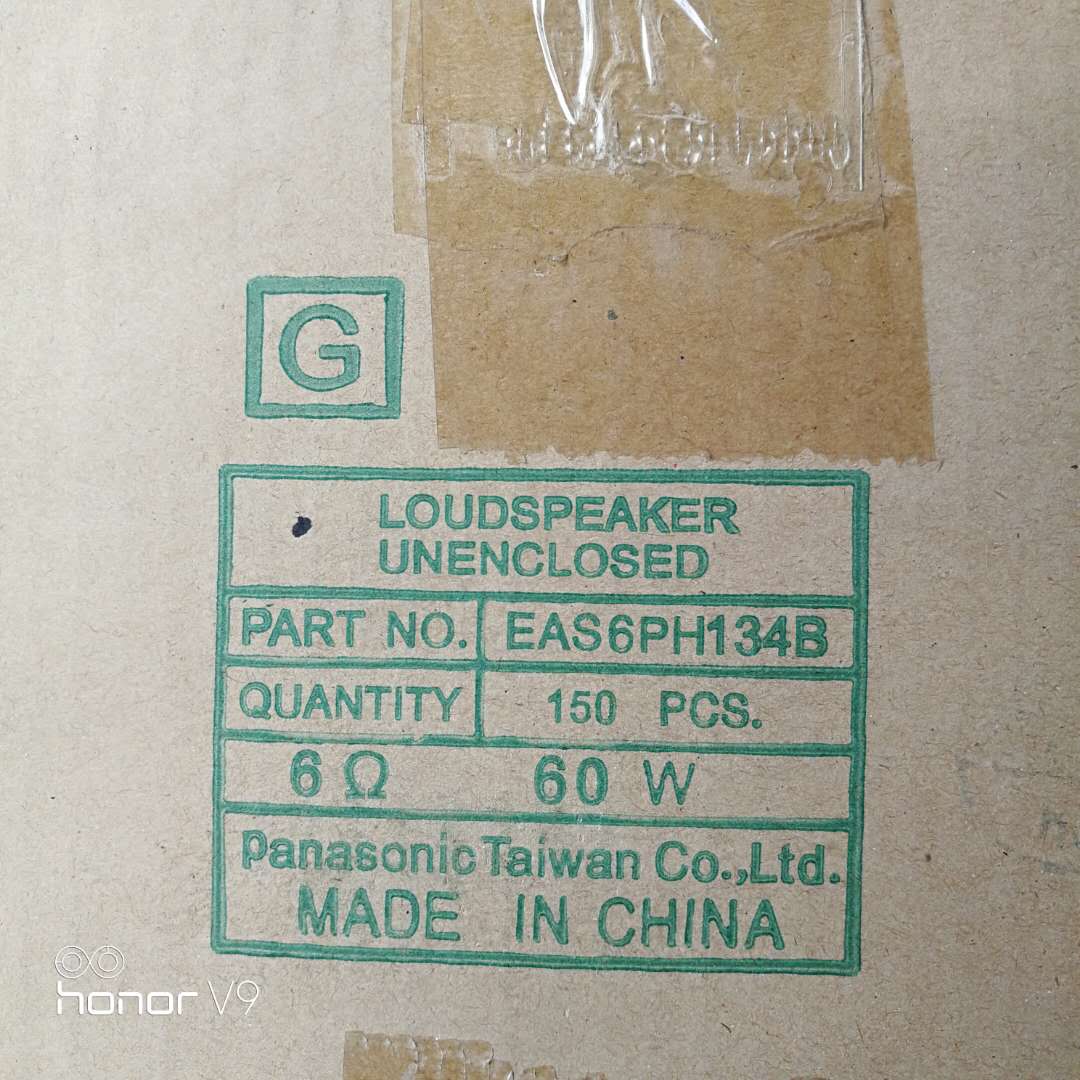 G
LOUDSPEAKER
UNENCLOSED
PART NO. EAS6PH134B
QUANTITY 150 PCS.
6 Ω 60 W
Panasonic Taiwan Co.,Ltd.
MADE IN CHINA
honor V9